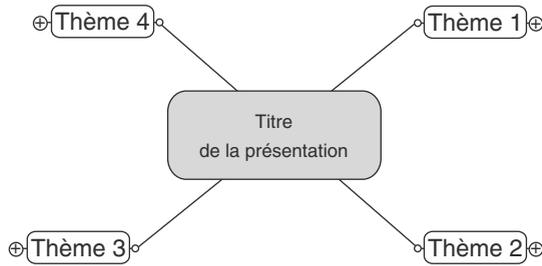 Thème 4
Thème 1
Titre
de la présentation
Thème 3
Thème 2